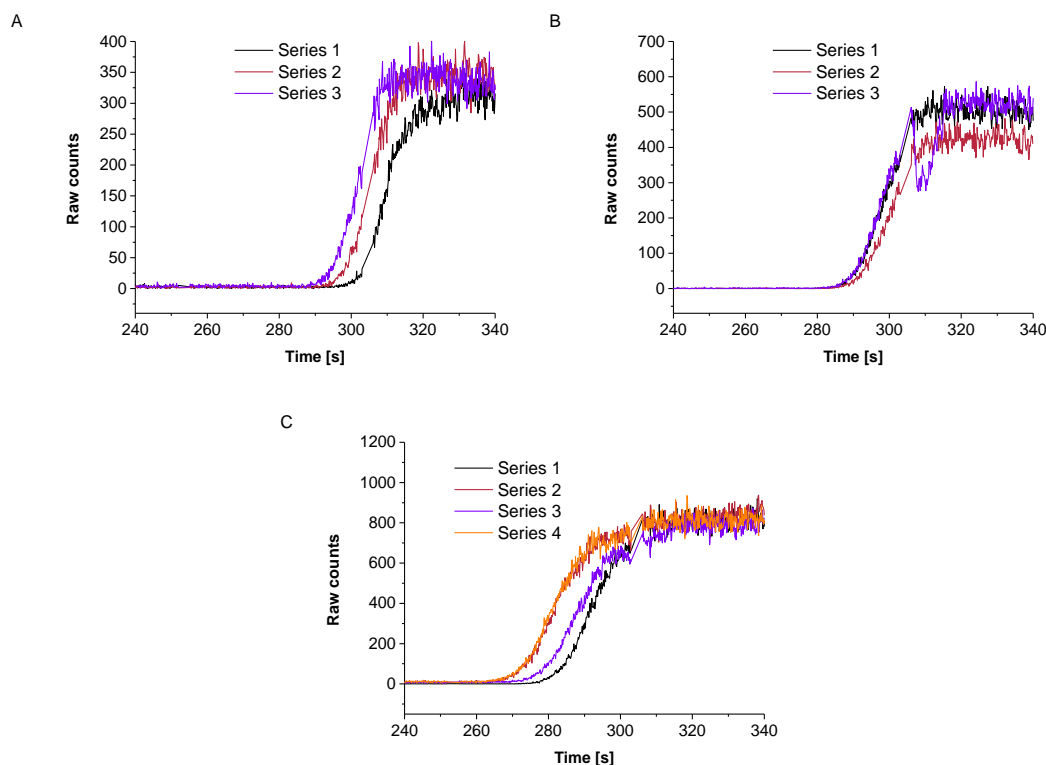 A
400
350
300
250
200
150
100
50
0
Raw counts
Series 1
Series 2
Series 3
240 260 280 300 320 340
Time [s]
B
700
600
500
400
300
200
100
0
Raw counts
Series 1
Series 2
Series 3
240 260 280 300 320 340
Time [s]
C
1200
1000
800
600
400
200
0
Raw counts
Series 1
Series 2
Series 3
Series 4
240 260 280 300 320 340
Time [s]